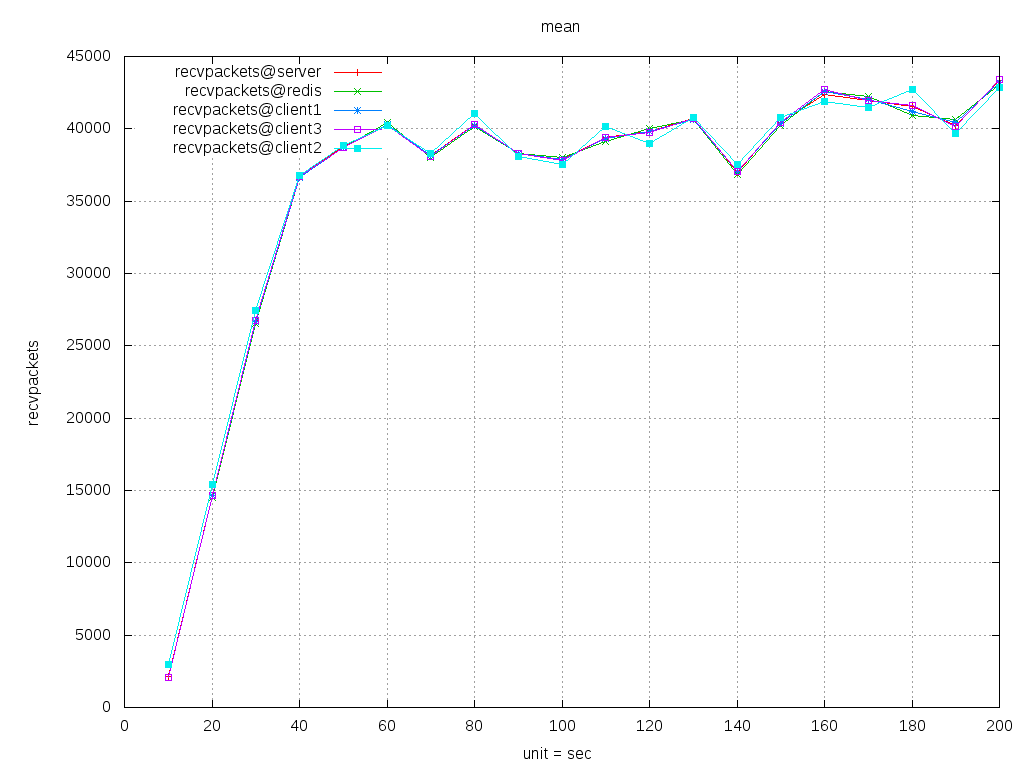 mean
45000
40000
35000
30000
25000
20000
15000
10000
5000
0
recvpackets@server
recvpackets@redis
recvpackets@client1
recvpackets@client3
recvpackets@client2
recvpackets
0 20 40 60 80 100 120 140 160 180 200
unit = sec